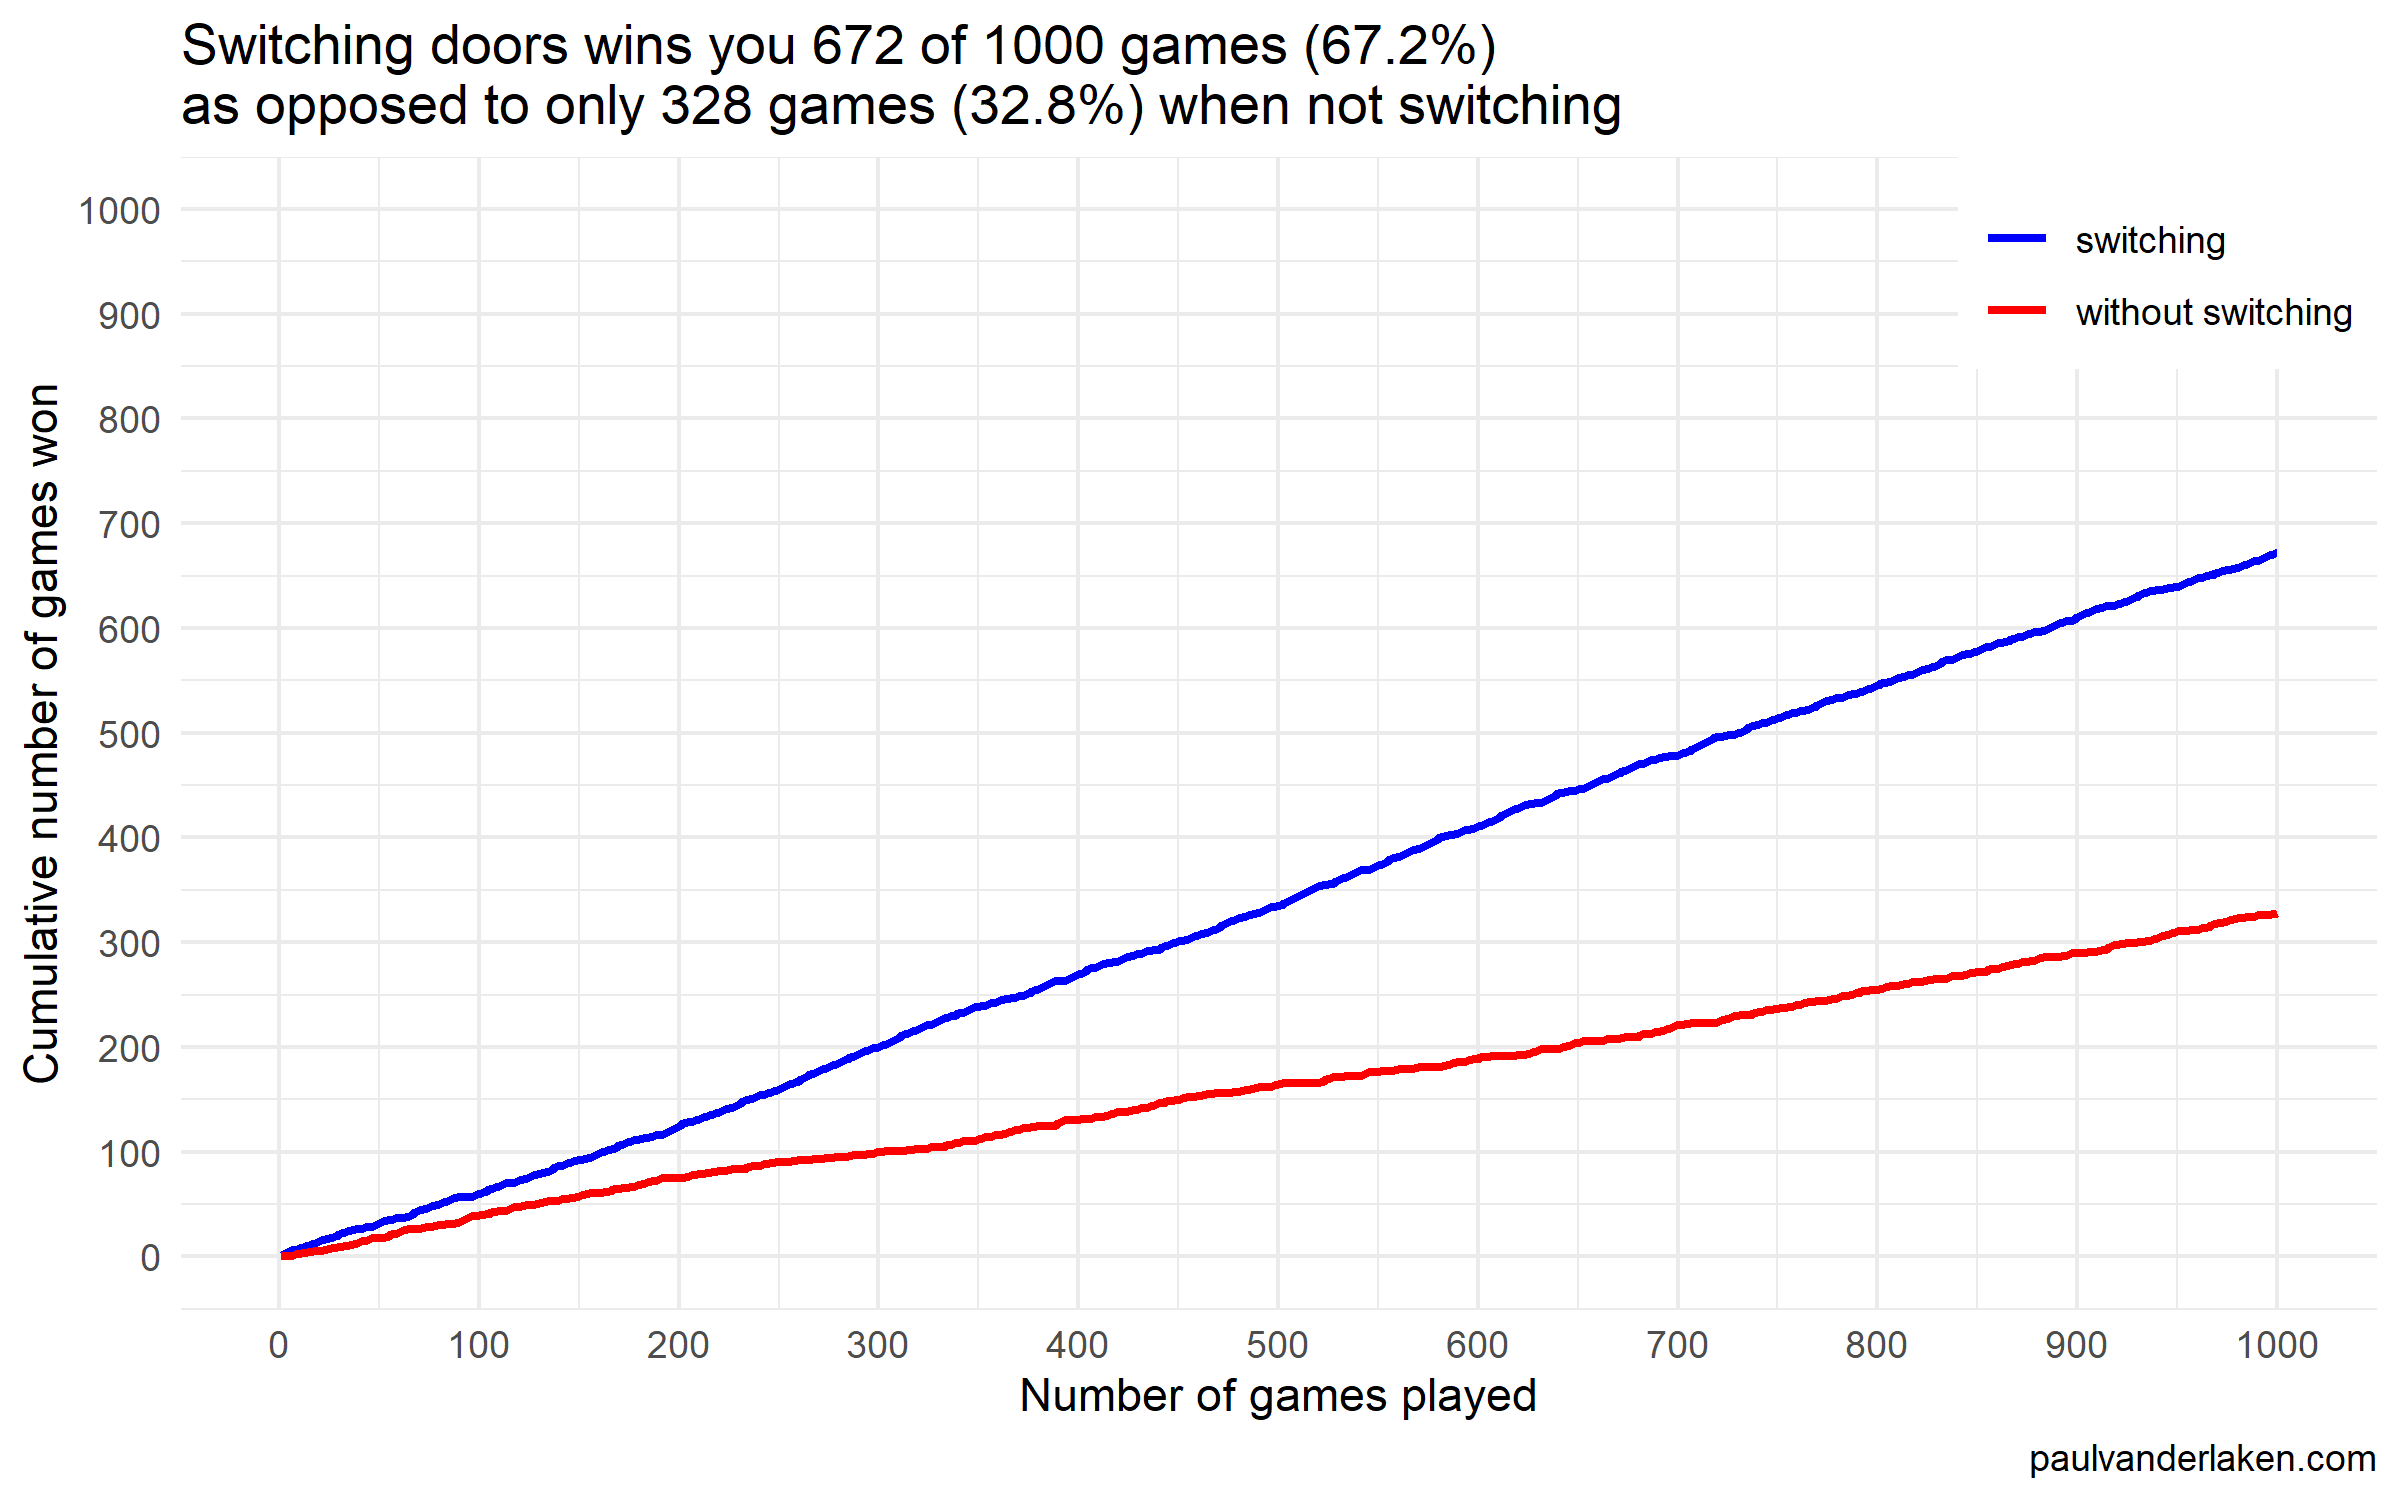 Switching doors wins you 672 of 1000 games (67.2%)
as opposed to only 328 games (32.8%) when not switching
switching
without switching
Cumulative number of games won
1000
900
800
700
600
500
400
300
200
100
0
0 100 200 300 400 500 600 700 800 900 1000
Number of games played
paulvanderlaken.com